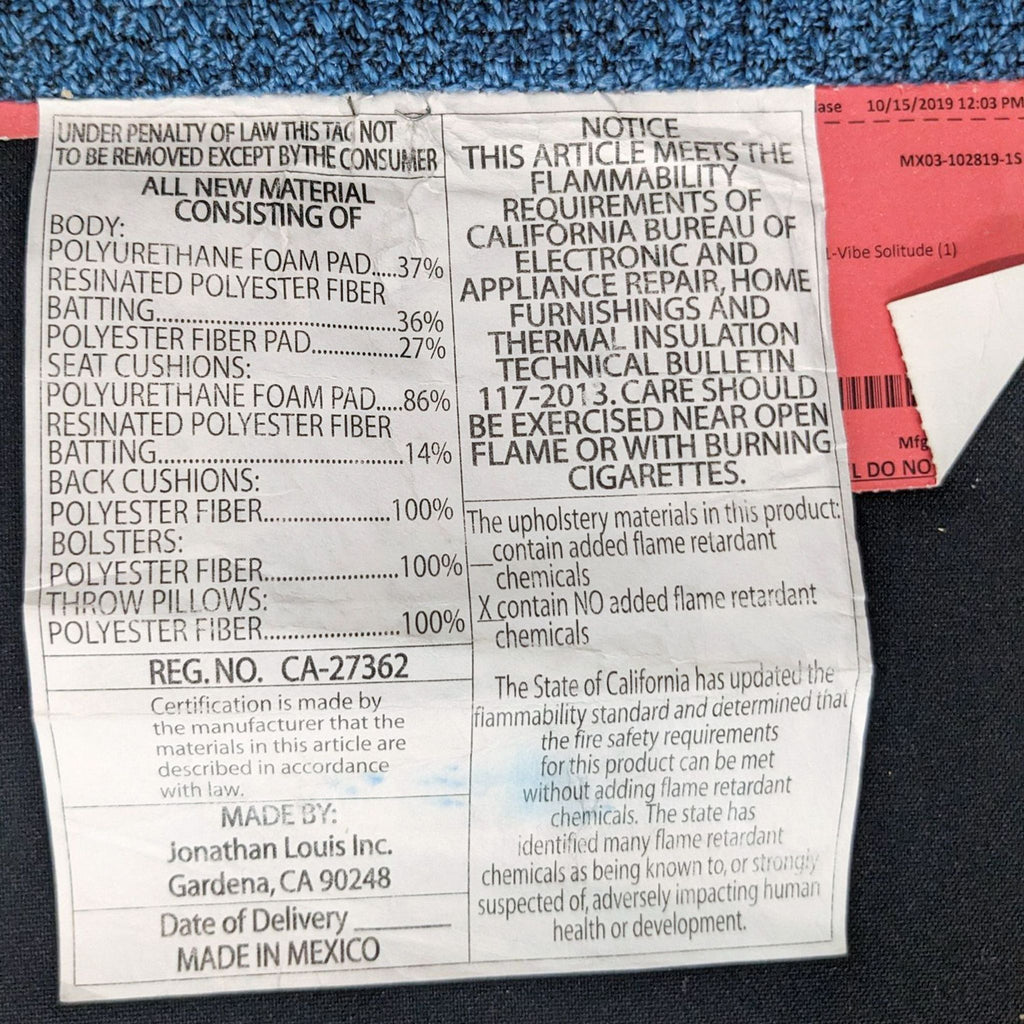 UNDER PENALTY OF LAW THIS TAG NOT
TO BE REMOVED EXCEPT BY THE CONSUMER
ALL NEW MATERIAL
CONSISTING OF
BODY:
POLYURETHANE FOAM PAD.....37%
RESINATED POLYESTER FIBER
BATTING........................................36%
POLYESTER FIBER PAD..............27%
SEAT CUSHIONS:
POLYURETHANE FOAM PAD.....86%
RESINATED POLYESTER FIBER
BATTING.........................................14%
BACK CUSHIONS:
POLYESTER FIBER.....................100%
BOLSTERS:
POLYESTER FIBER......................100%
THROW PILLOWS:
POLYESTER FIBER......................100%
REG. NO. CA-27362
Certification is made by
the manufacturer that the
materials in this article are
described in accordance
with law.
MADE BY:
Jonathan Louis Inc.
Gardena, CA 90248
Date of Delivery ________
MADE IN MEXICO
NOTICE
THIS ARTICLE MEETS THE
FLAMMABILITY
REQUIREMENTS OF
CALIFORNIA BUREAU OF
ELECTRONIC AND
APPLIANCE REPAIR, HOME
FURNISHINGS AND
THERMAL INSULATION
TECHNICAL BULLETIN
117-2013. CARE SHOULD
BE EXERCISED NEAR OPEN
FLAME OR WITH BURNING
CIGARETTES.
The upholstery materials in this product:
__contain added flame retardant
chemicals
X contain NO added flame retardant
chemicals
The State of California has updated the
flammability standard and determined that
the fire safety requirements
for this product can be met
without adding flame retardant
chemicals. The state has
identified many flame retardant
chemicals as being known to, or strongly
suspected of, adversely impacting human
health or development.
ase 10/15/2019 12:03 PM
MX03-102819-1S
L-Vibe Solitude (1)
Mfg
L DO NO